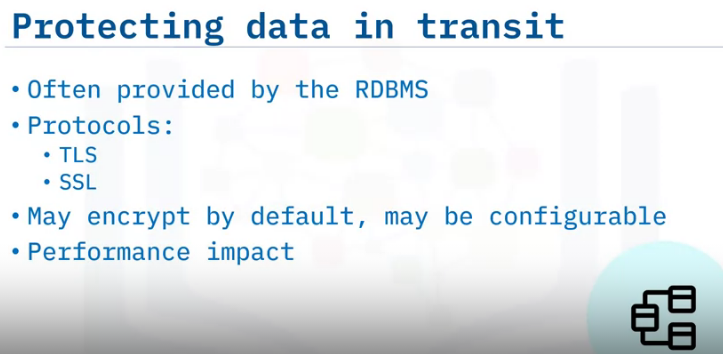 Protecting data in transit
• Often provided by the RDBMS
• Protocols:
• TLS
• SSL
• May encrypt by default, may be configurable
• Performance impact